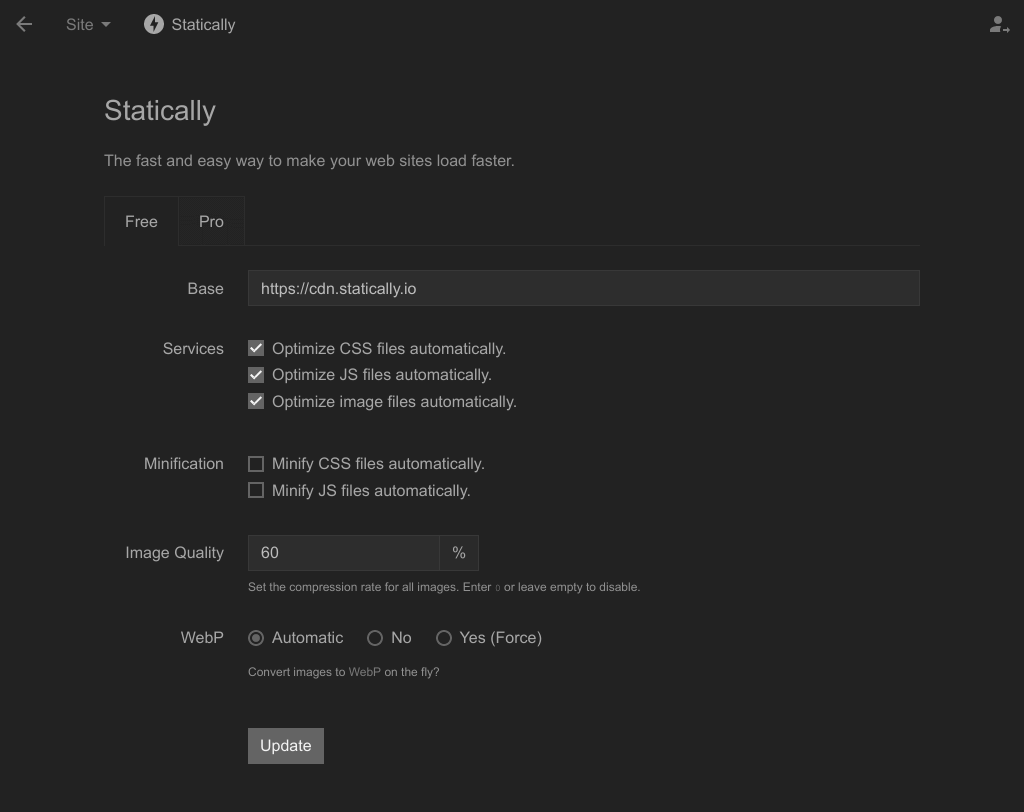 Site Statically
Statically
The fast and easy way to make your web sites load faster.
Free Pro
Base https://cdn.statically.io
Services Optimize CSS files automatically.
Optimize JS files automatically.
Optimize image files automatically.
Minification Minify CSS files automatically.
Minify JS files automatically.
Image Quality 60 %
Set the compression rate for all images. Enter 0 or leave empty to disable.
WebP Automatic No Yes (Force)
Convert images to WebP on the fly?
Update